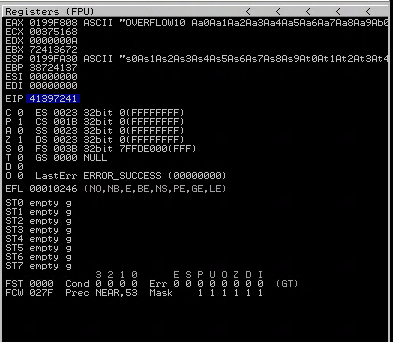 Registers (FPU) < < < <
EAX 0199F808 ASCII "OVERFLOW10 Aa0Aa1Aa2Aa3Aa4Aa5Aa6Aa7Aa8Aa9Ab0
ECX 00375168
EDX 0000000A
EBX 72413672
ESP 0199FA30 ASCII "s0As1As2As3As4As5As6As7As8As9At0At1At2At3At4
EBP 38724137
ESI 00000000
EDI 00000000
EIP 41397241
C 0 ES 0023 32bit 0(FFFFFFFF)
P 1 CS 001B 32bit 0(FFFFFFFF)
A 0 SS 0023 32bit 0(FFFFFFFF)
Z 1 DS 0023 32bit 0(FFFFFFFF)
S 0 FS 003B 32bit 7FFDE000(FFF)
T 0 GS 0000 NULL
D 0
O 0 LastErr ERROR_SUCCESS (00000000)
EFL 00010246 (NO,NB,E,BE,NS,PE,GE,LE)
ST0 empty g
ST1 empty g
ST2 empty g
ST3 empty g
ST4 empty g
ST5 empty g
ST6 empty g
ST7 empty g
3 2 1 0 E S P U O Z D I
FST 0000 Cond 0 0 0 0 Err 0 0 0 0 0 0 0 0 (GT)
FCW 027F Prec NEAR,53 Mask 1 1 1 1 1 1